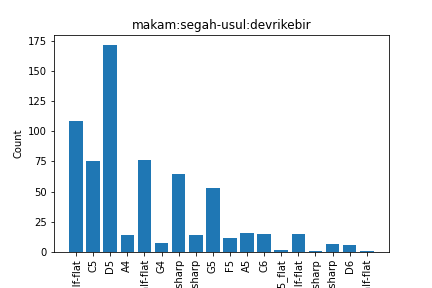 makam:segah-usul:devrikebir
175
150
125
100
75
50
25
0
Count
lf-flat
C5
D5
A4
lf-flat
G4
sharp
sharp
G5
F5
A5
C6
5_flat
lf-flat
sharp
sharp
D6
lf-flat